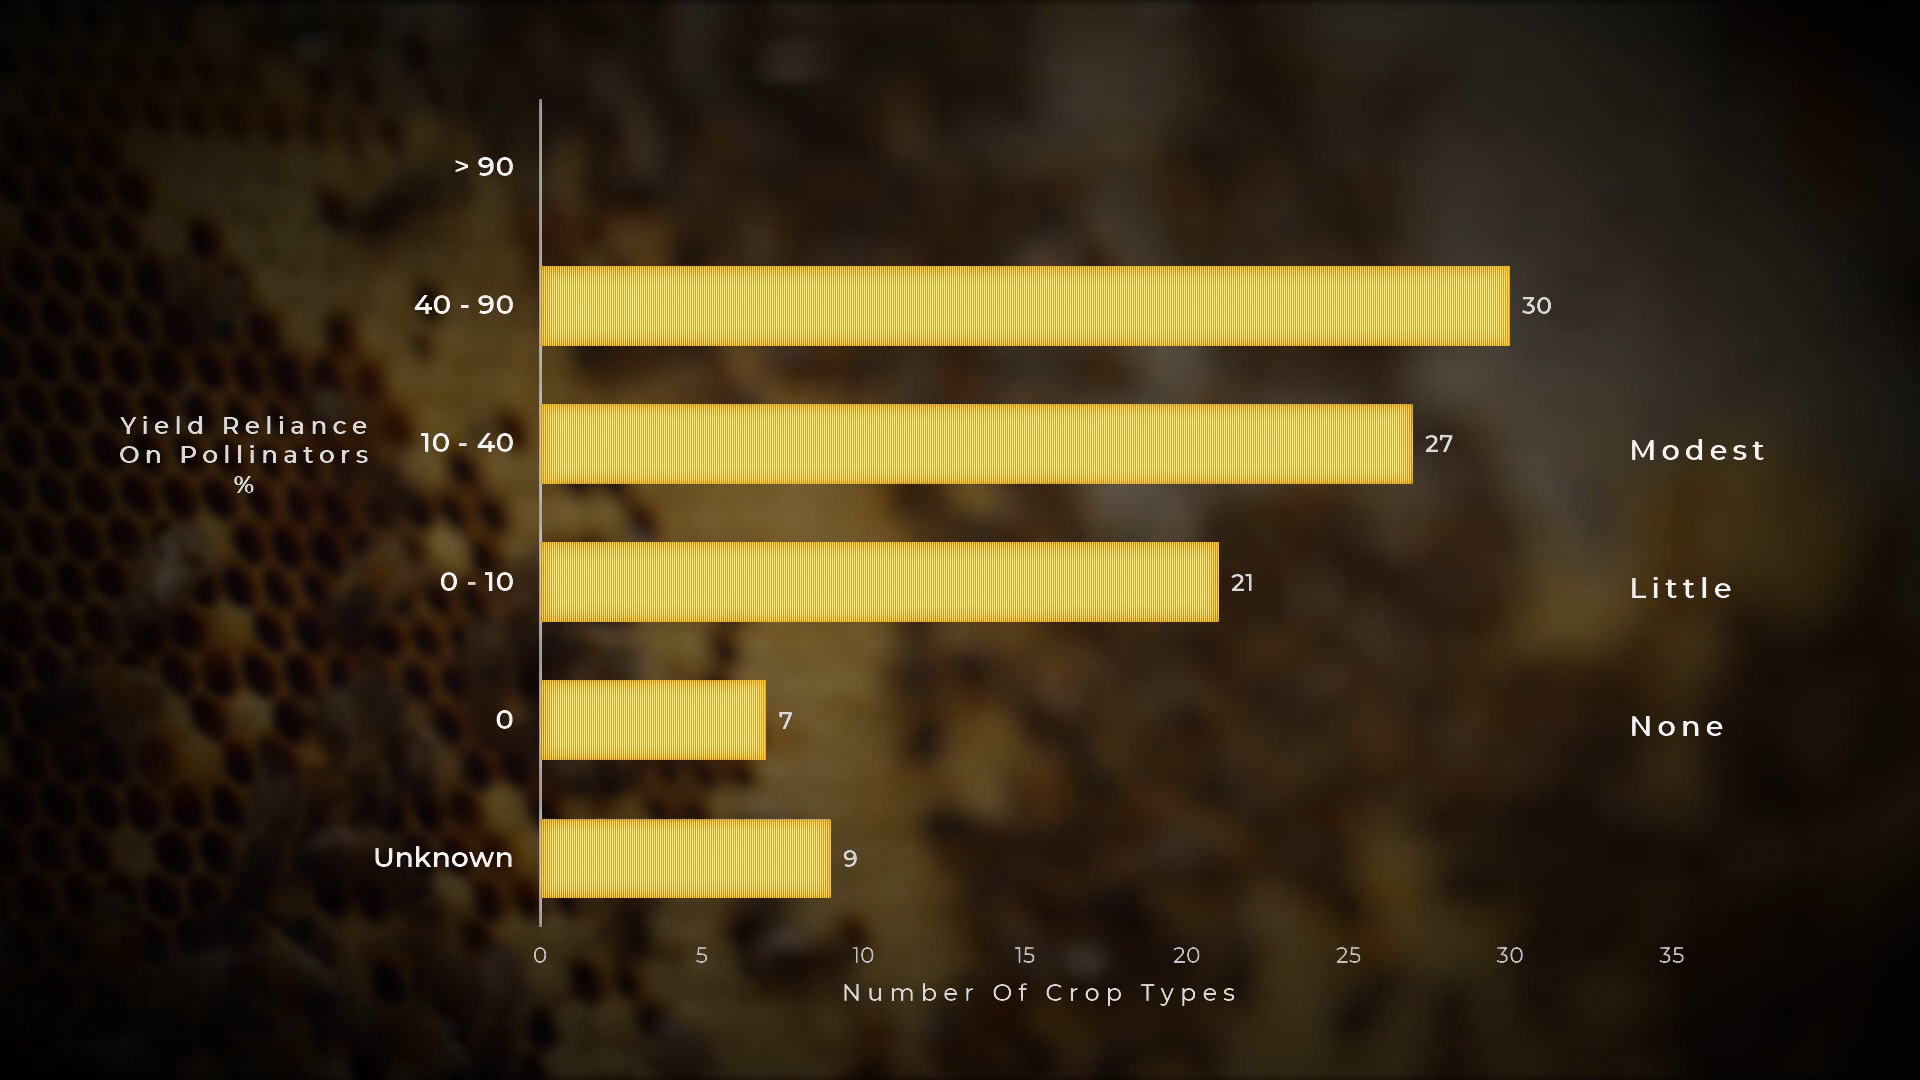 > 90
40 - 90
30
Yield Reliance
On Pollinators
%
10 - 40
27
Modest
0 - 10
21
Little
0
7
None
Unknown
9
0 5 10 15 20 25 30 35
Number Of Crop Types